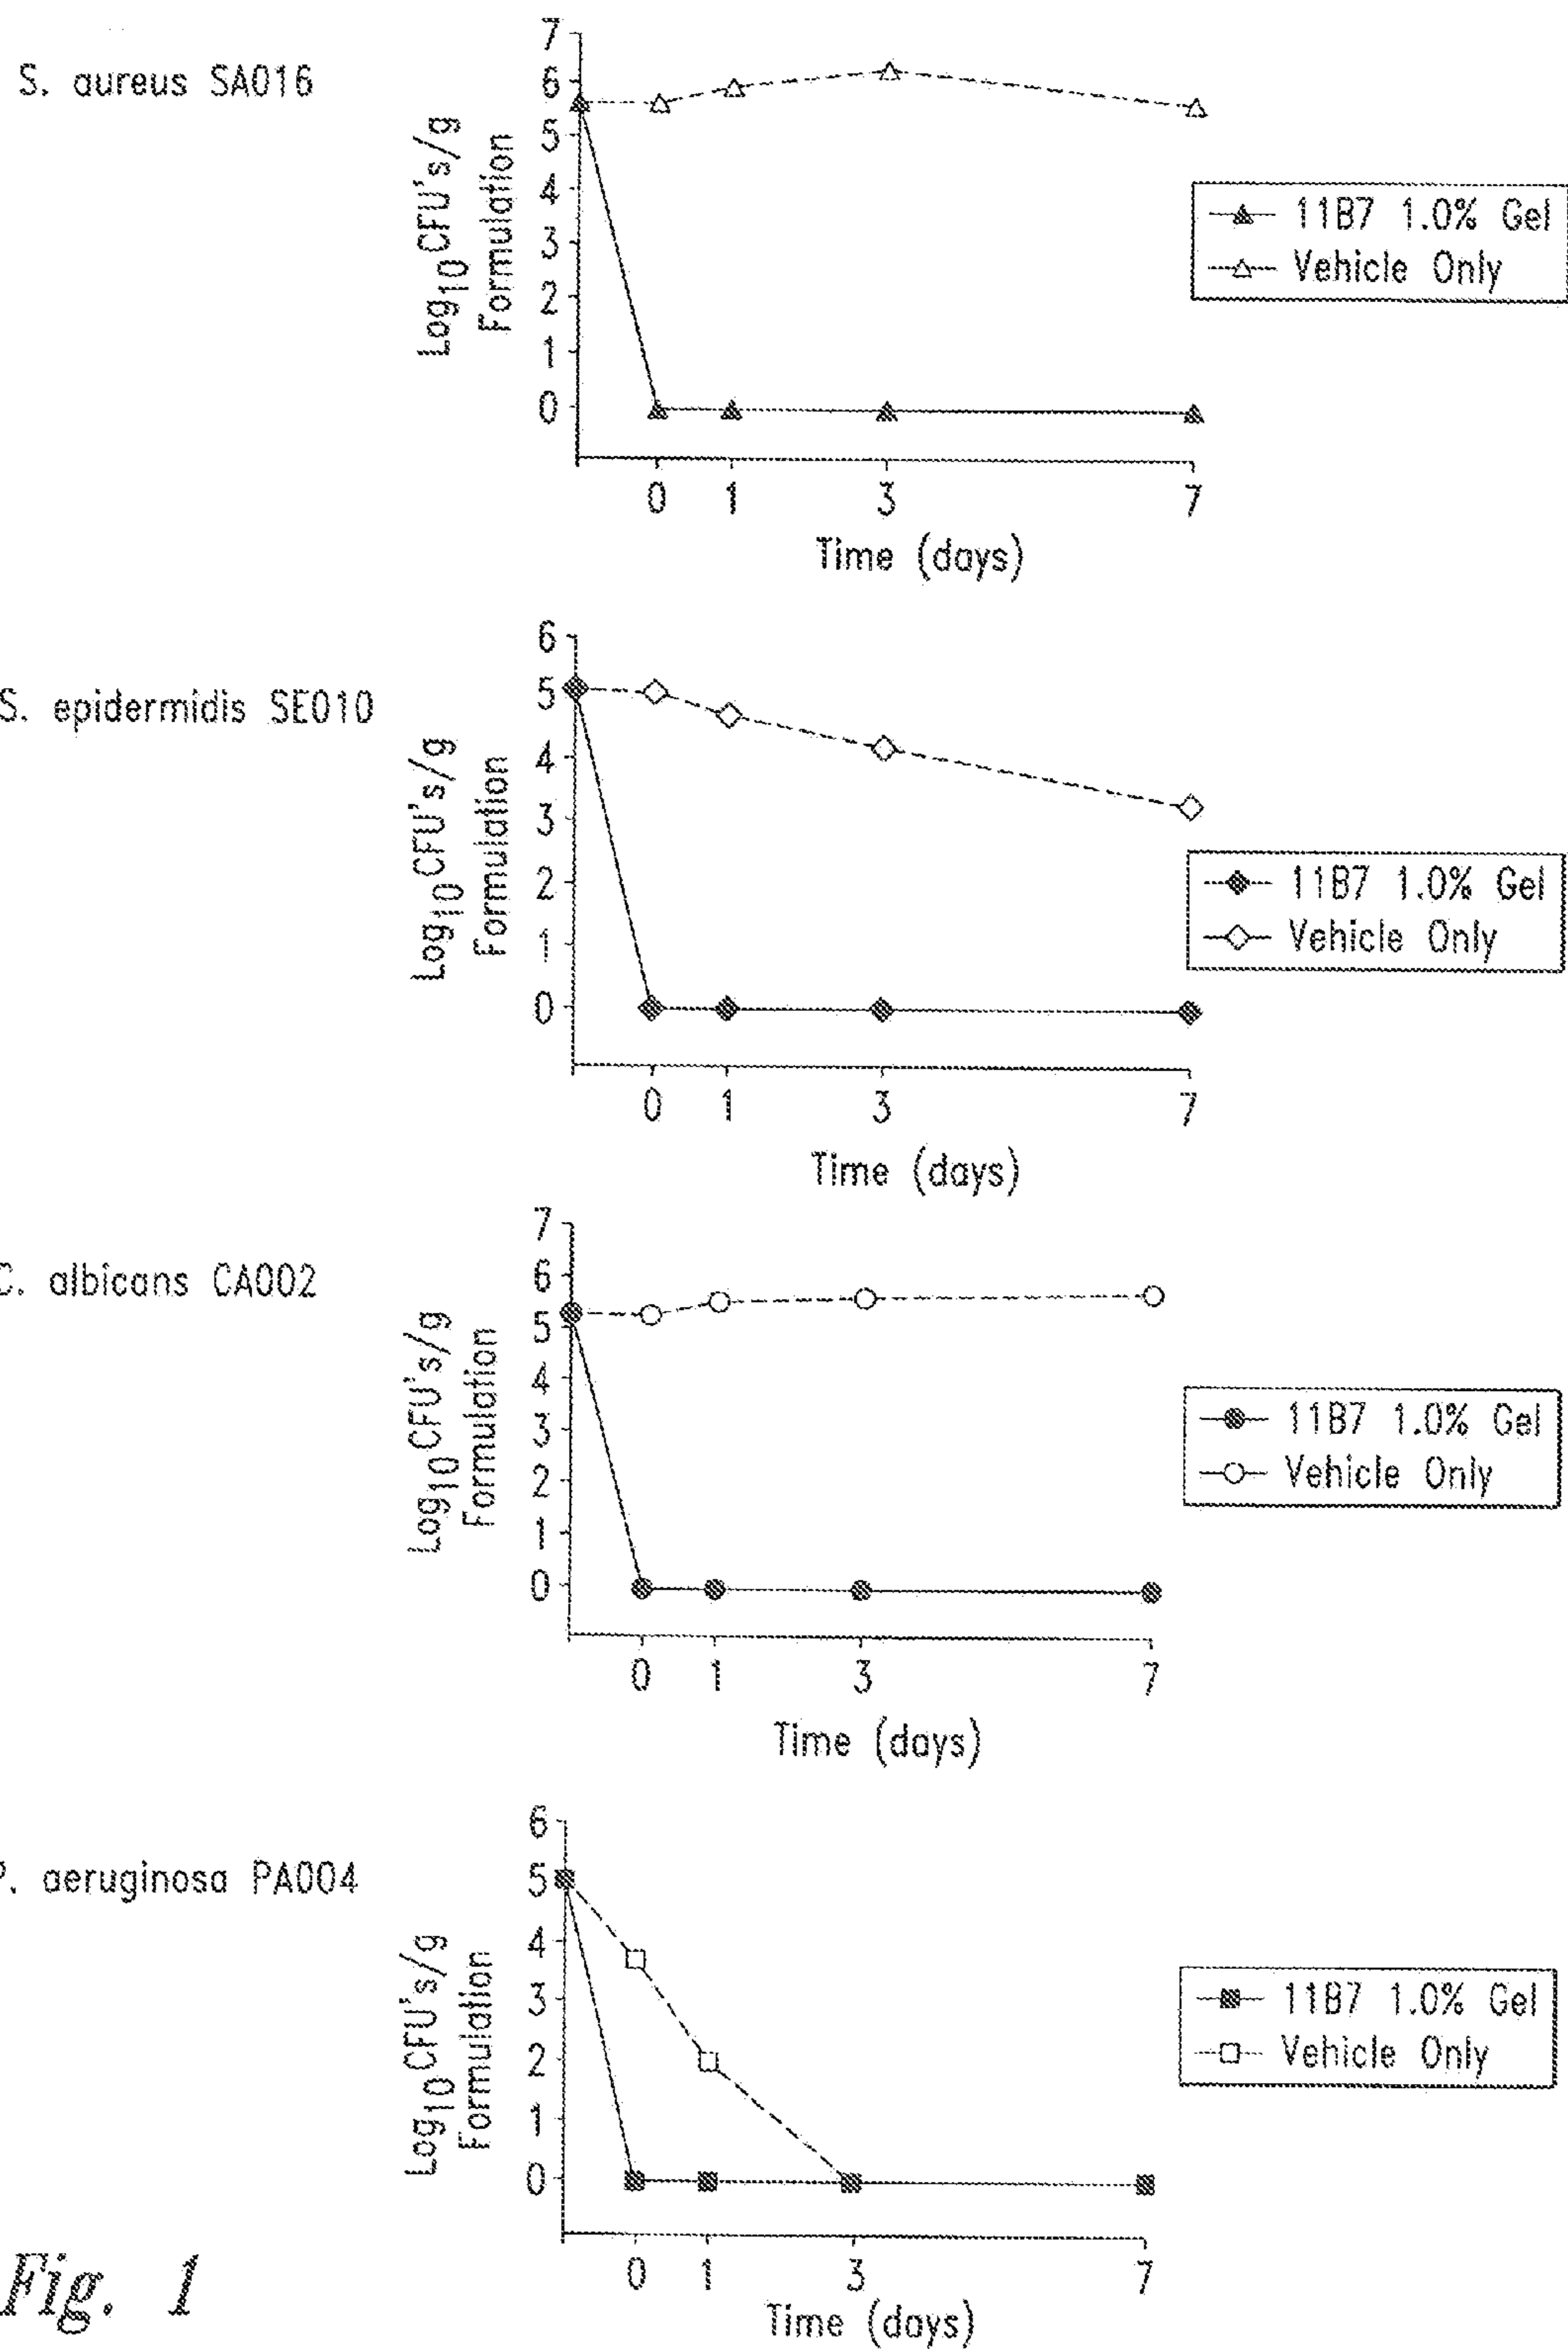 S. aureus SA016
Log10CFU's/g
Formulation
7
6
5
4
3
2
1
0
0 1 3 7
Time (days)
11B7 1.0% Gel
Vehicle Only
S. epidermidis SE010
Log10CFU's/g
Formulation
6
5
4
3
2
1
0
0 1 3 7
Time (days)
11B7 1.0% Gel
Vehicle Only
C. albicans CA002
Log10CFU's/g
Formulation
7
6
5
4
3
2
1
0
0 1 3 7
Time (days)
11B7 1.0% Gel
Vehicle Only
P. aeruginosa PA004
Log10CFU's/g
Formulation
6
5
4
3
2
1
0
0 1 3 7
Time (days)
11B7 1.0% Gel
Vehicle Only
Fig. 1